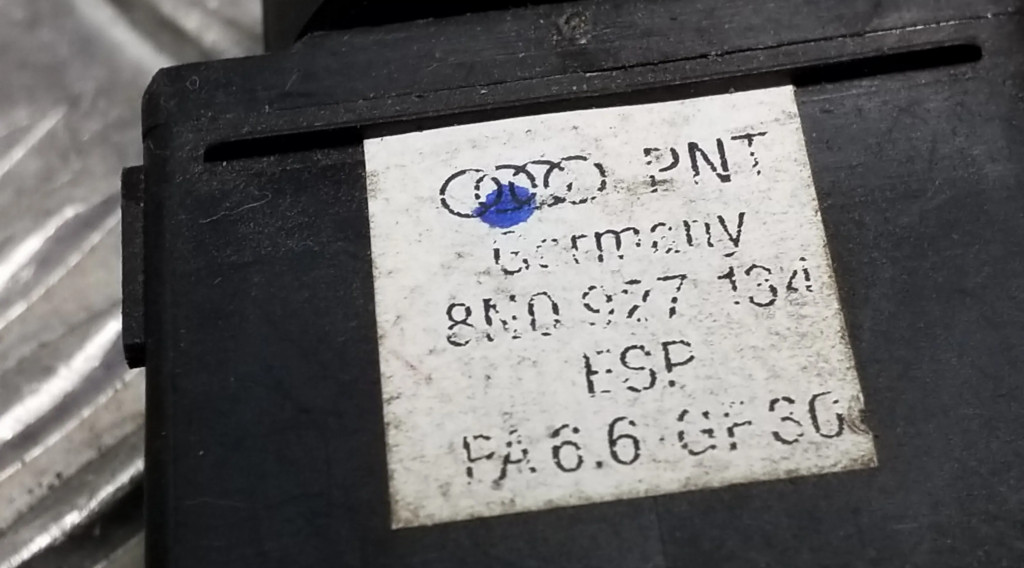 PNT
Germany
8N0 927 134
ESP
PA 6.6 GF30